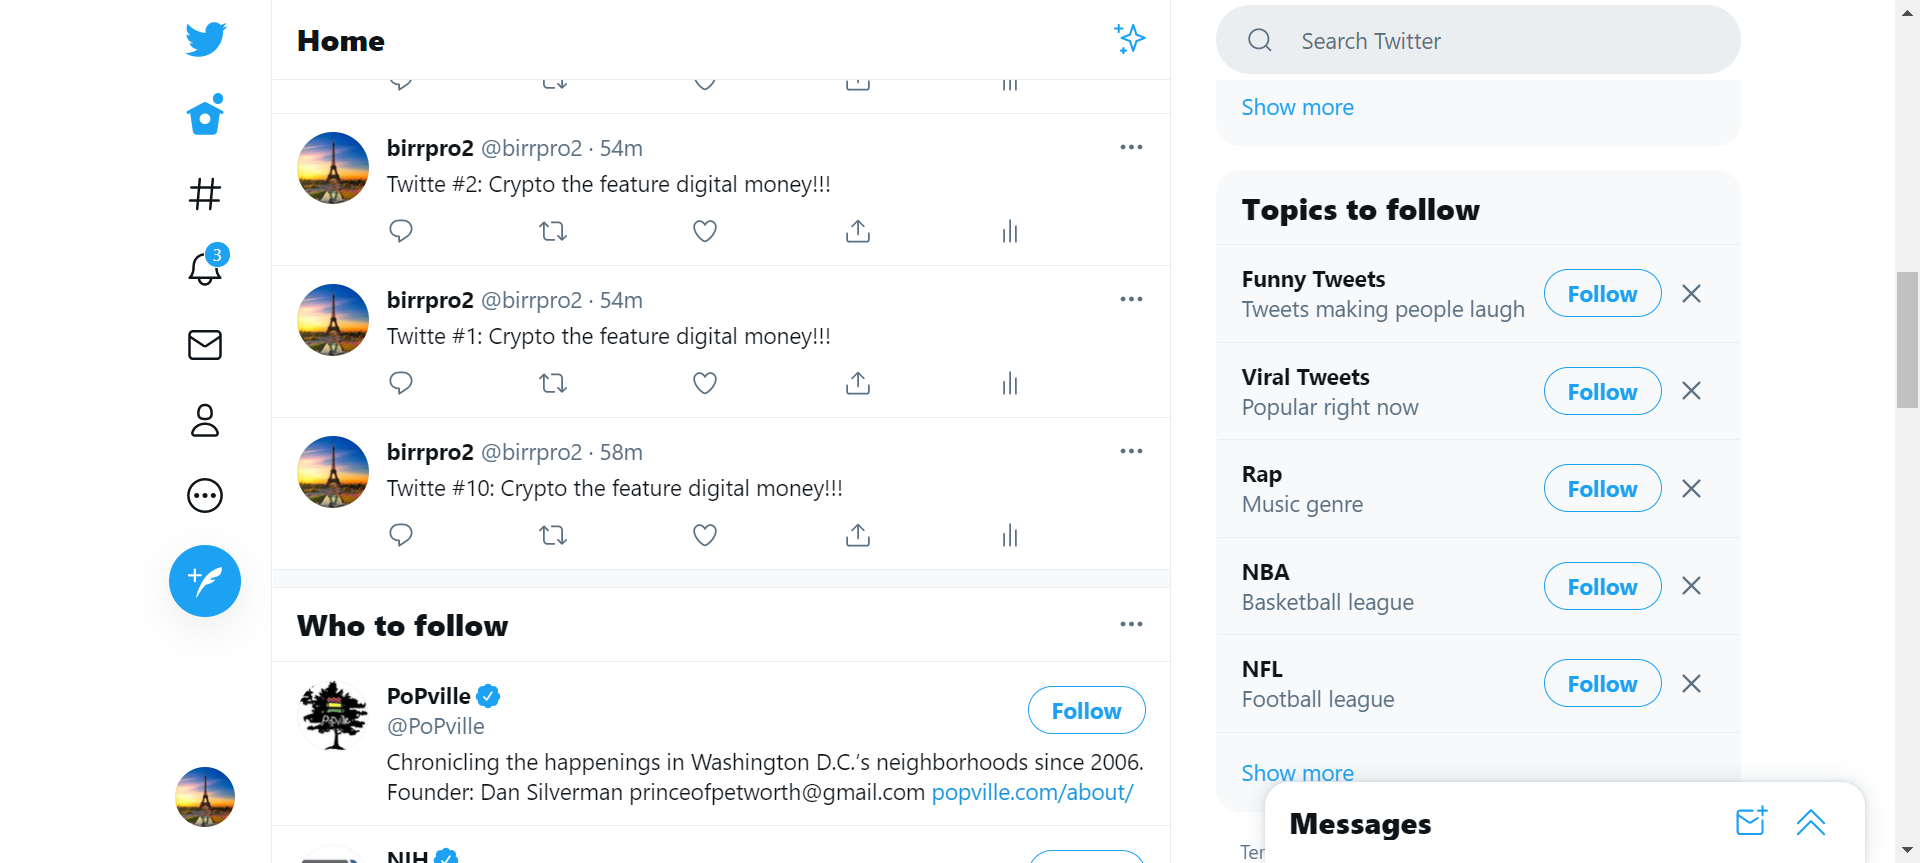 Home
3
birrpro2 @birrpro2 · 54m
Twitte #2: Crypto the feature digital money!!!
birrpro2 @birrpro2 · 54m
Twitte #1: Crypto the feature digital money!!!
birrpro2 @birrpro2 · 58m
Twitte #10: Crypto the feature digital money!!!
Who to follow
PoPville
@PoPville
Follow
Chronicling the happenings in Washington D.C.’s neighborhoods since 2006.
Founder: Dan Silverman princeofpetworth@gmail.com popville.com/about/
NIH
Search Twitter
Show more
Topics to follow
Funny Tweets
Tweets making people laugh
Follow
Viral Tweets
Popular right now
Follow
Rap
Music genre
Follow
NBA
Basketball league
Follow
NFL
Football league
Follow
Show more
Messages